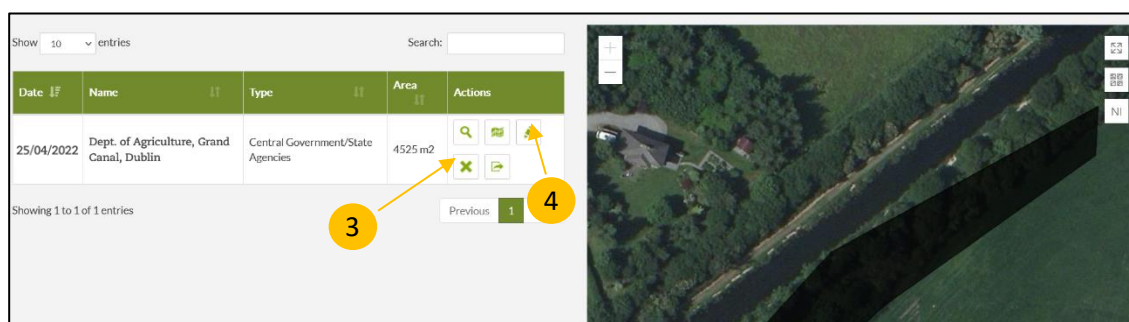 Show 10 entries
Search:
Date Name Type Area Actions
25/04/2022 Dept. of Agriculture, Grand Canal, Dublin Central Government/State Agencies 4525 m2
Showing 1 to 1 of 1 entries
Previous 1
3
4
+
−
NI